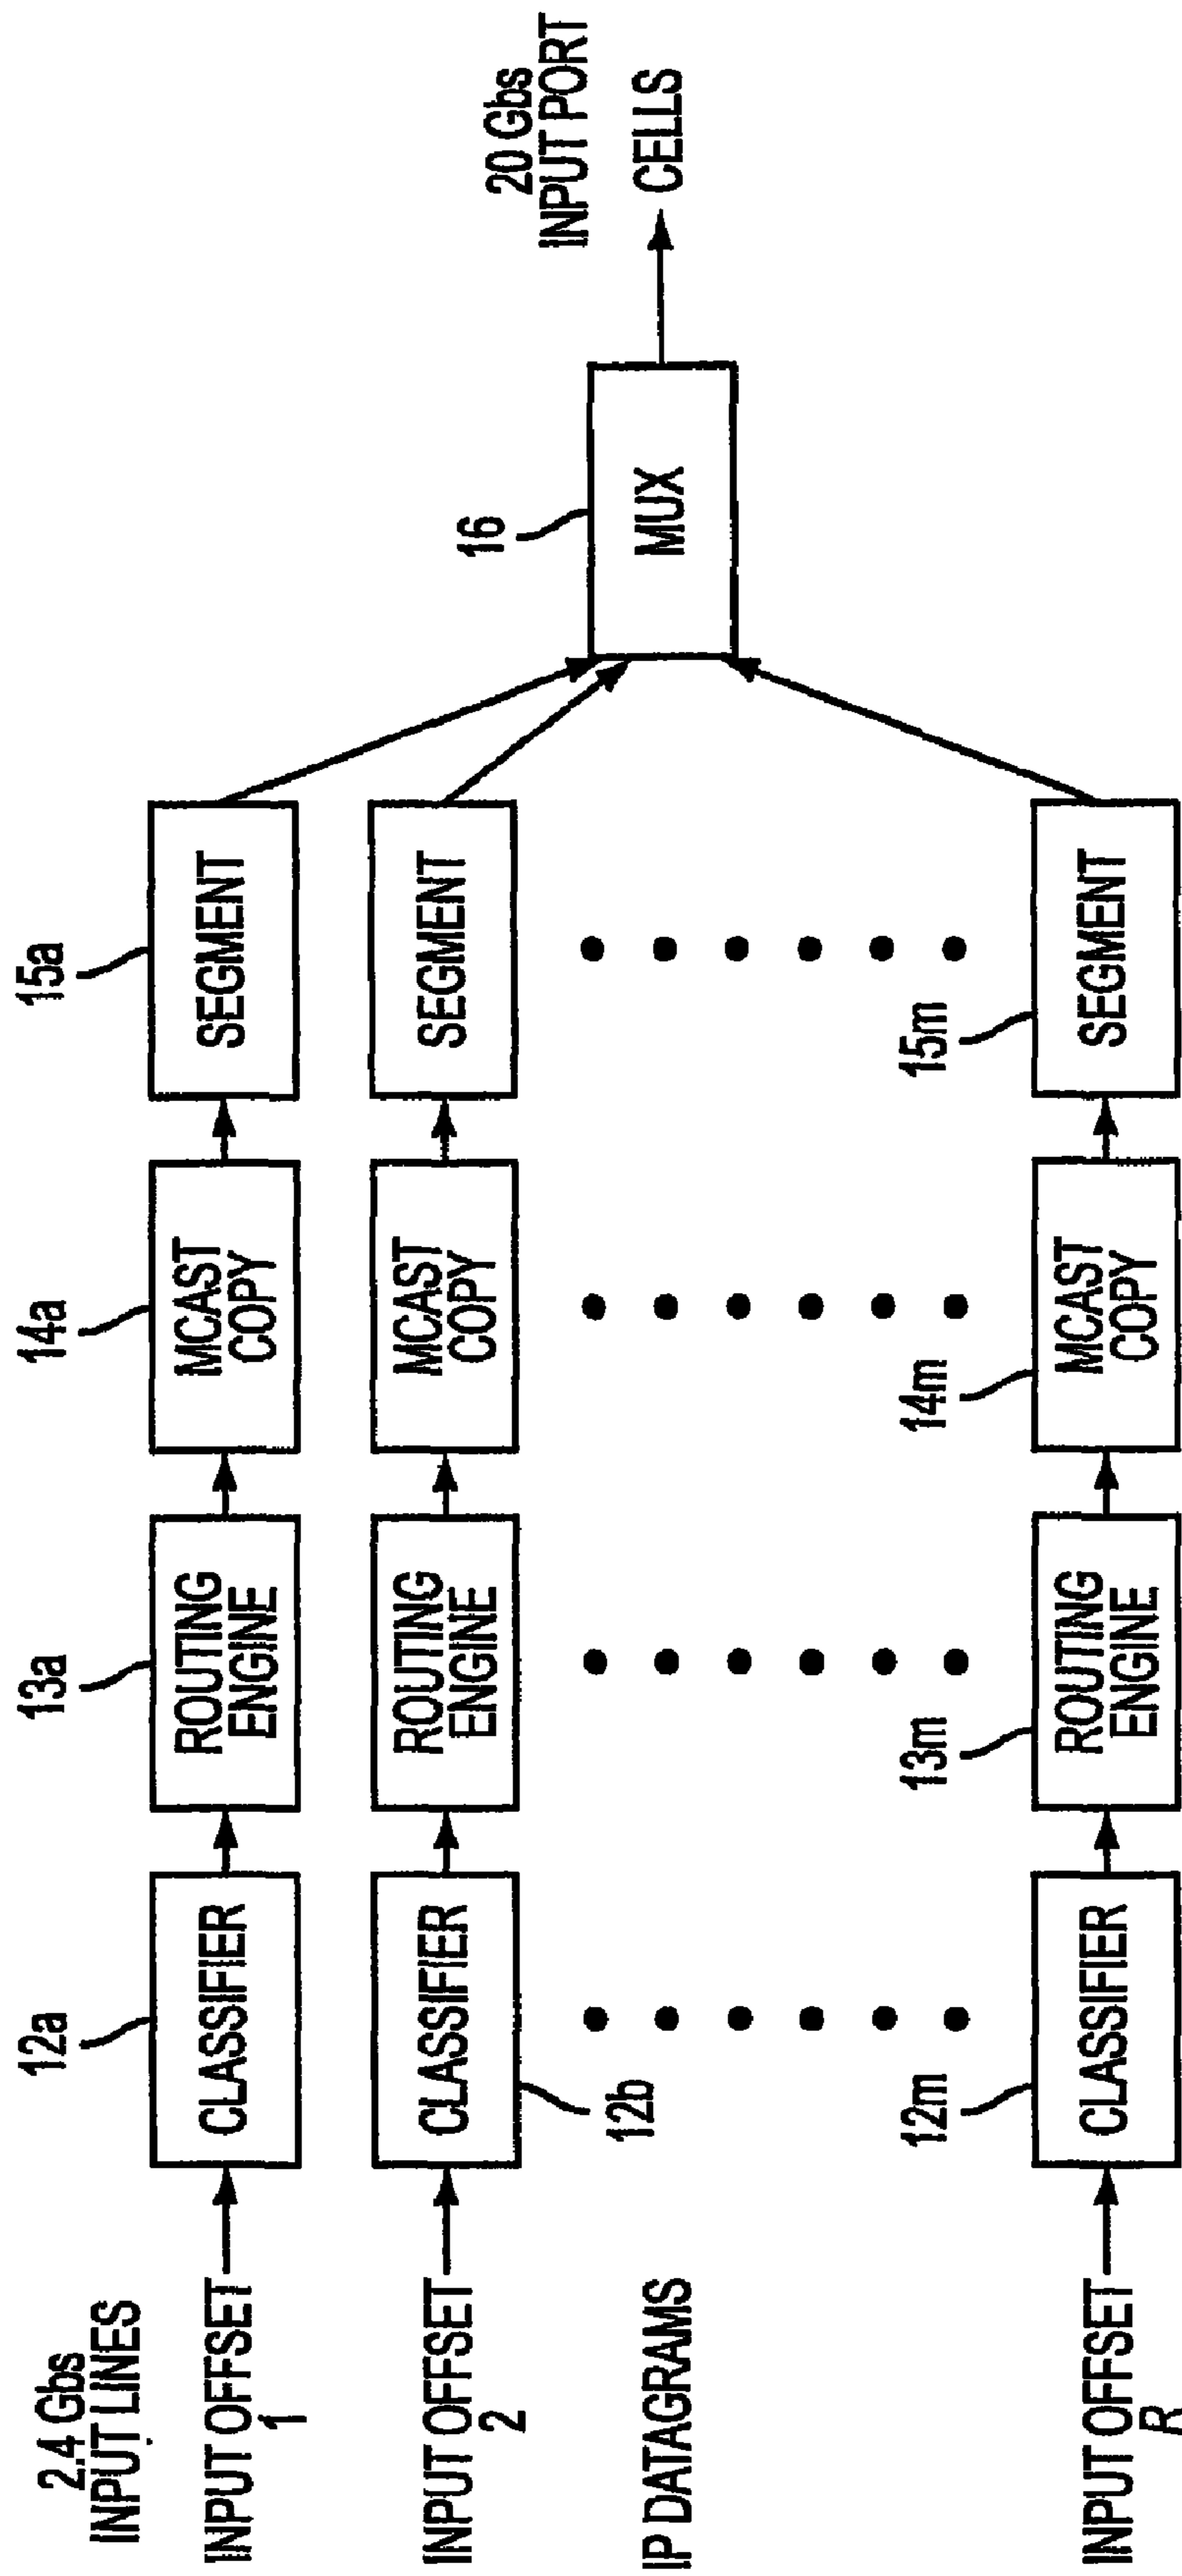 2.4 Gbs
INPUT LINES
INPUT OFFSET
1
12a
CLASSIFIER
13a
ROUTING
ENGINE
14a
MCAST
COPY
15a
SEGMENT
INPUT OFFSET
2
CLASSIFIER
12b
ROUTING
ENGINE
MCAST
COPY
SEGMENT
16
MUX
20 Gbs
INPUT PORT
CELLS
IP DATAGRAMS
INPUT OFFSET
R
12m
CLASSIFIER
13m
ROUTING
ENGINE
14m
MCAST
COPY
15m
SEGMENT